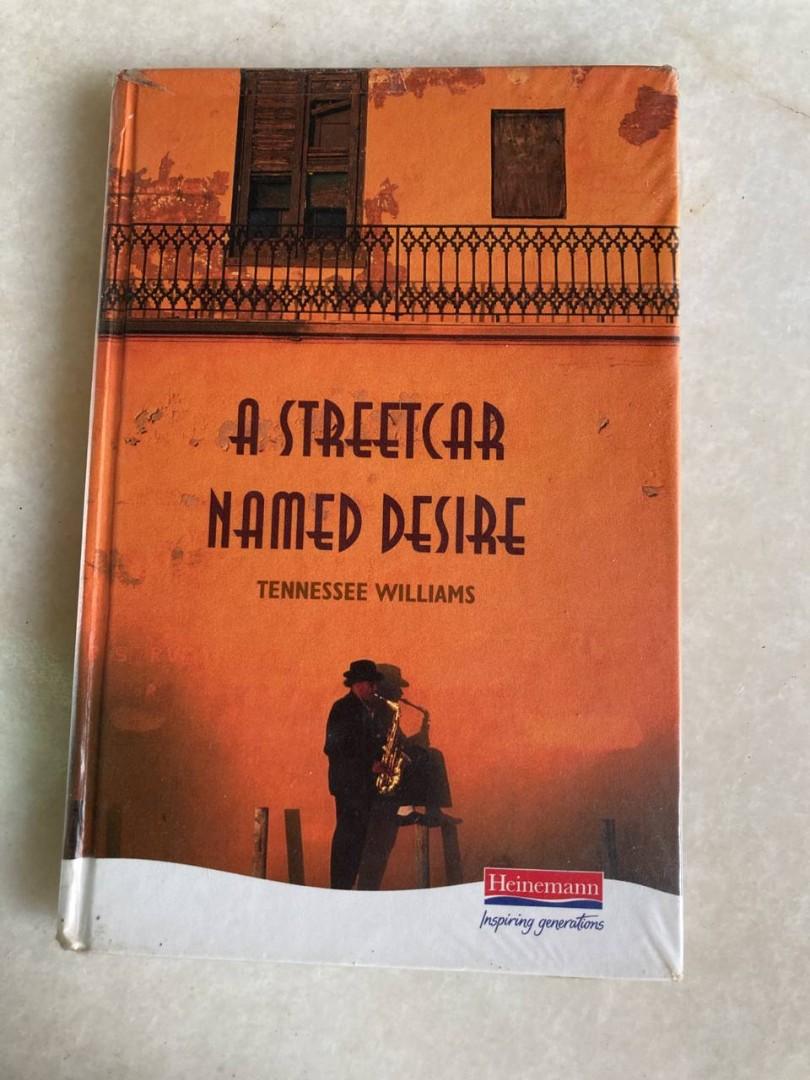 A STREETCAR
NAMED DESIRE
TENNESSEE WILLIAMS
Heinemann
Inspiring generations